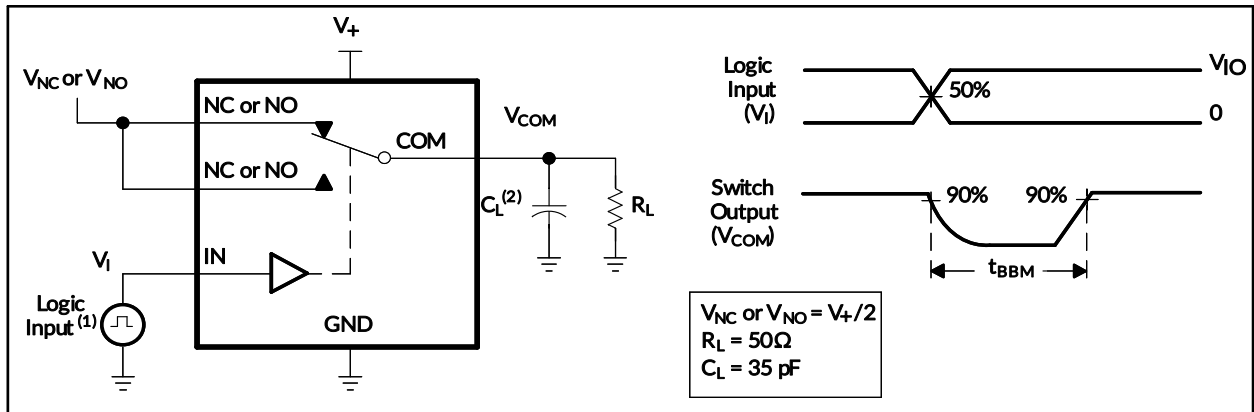 V+
VNC or VNO
NC or NO
VCOM
COM
NC or NO
CL(2)
RL
VI
IN
Logic
Input(1)
GND
Logic
Input
(VI)
50%
VIO
0
Switch
Output
(VCOM)
90%
90%
tBBM
VNC or VNO = V+/2
RL = 50Ω
CL = 35 pF